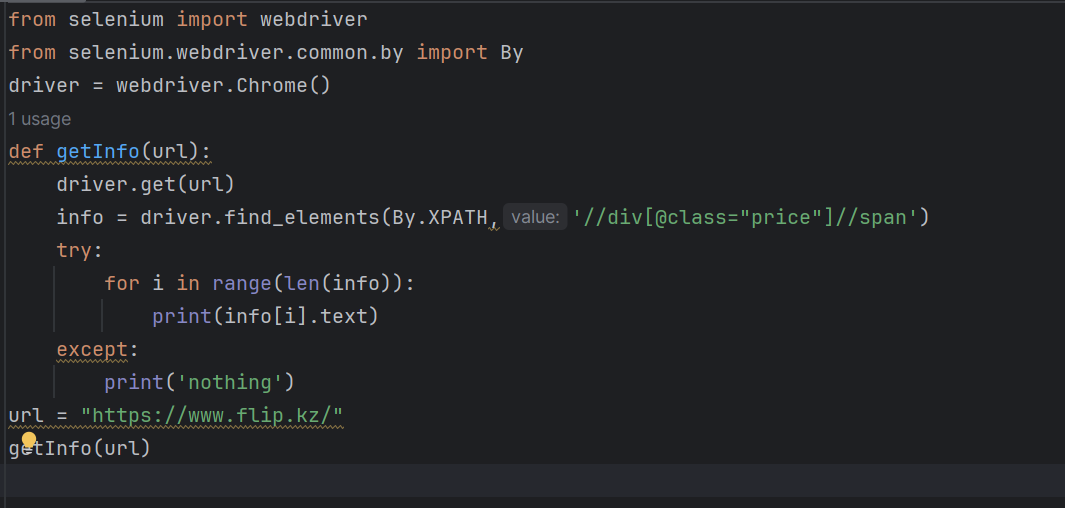 from selenium import webdriver
from selenium.webdriver.common.by import By
driver = webdriver.Chrome()
1 usage
def getInfo(url):
    driver.get(url)
    info = driver.find_elements(By.XPATH, value: '//div[@class="price"]//span')
    try:
        for i in range(len(info)):
            print(info[i].text)
    except:
        print('nothing')
url = "https://www.flip.kz/"
getInfo(url)